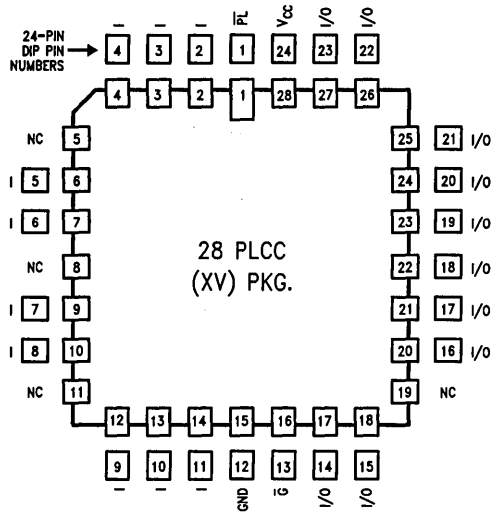 I I I PL VCC I/O I/O
24-PIN
DIP PIN
NUMBERS
4 3 2 1 24 23 22
4 3 2 1 28 27 26
NC 5 25 21 I/O
I 5 6 24 20 I/O
I 6 7 23 19 I/O
28 PLCC
(XV) PKG.
NC 8 22 18 I/O
I 7 9 21 17 I/O
I 8 10 20 16 I/O
NC 11 19 NC
12 13 14 15 16 17 18
9 10 11 12 13 14 15
I I I GND G I/O I/O